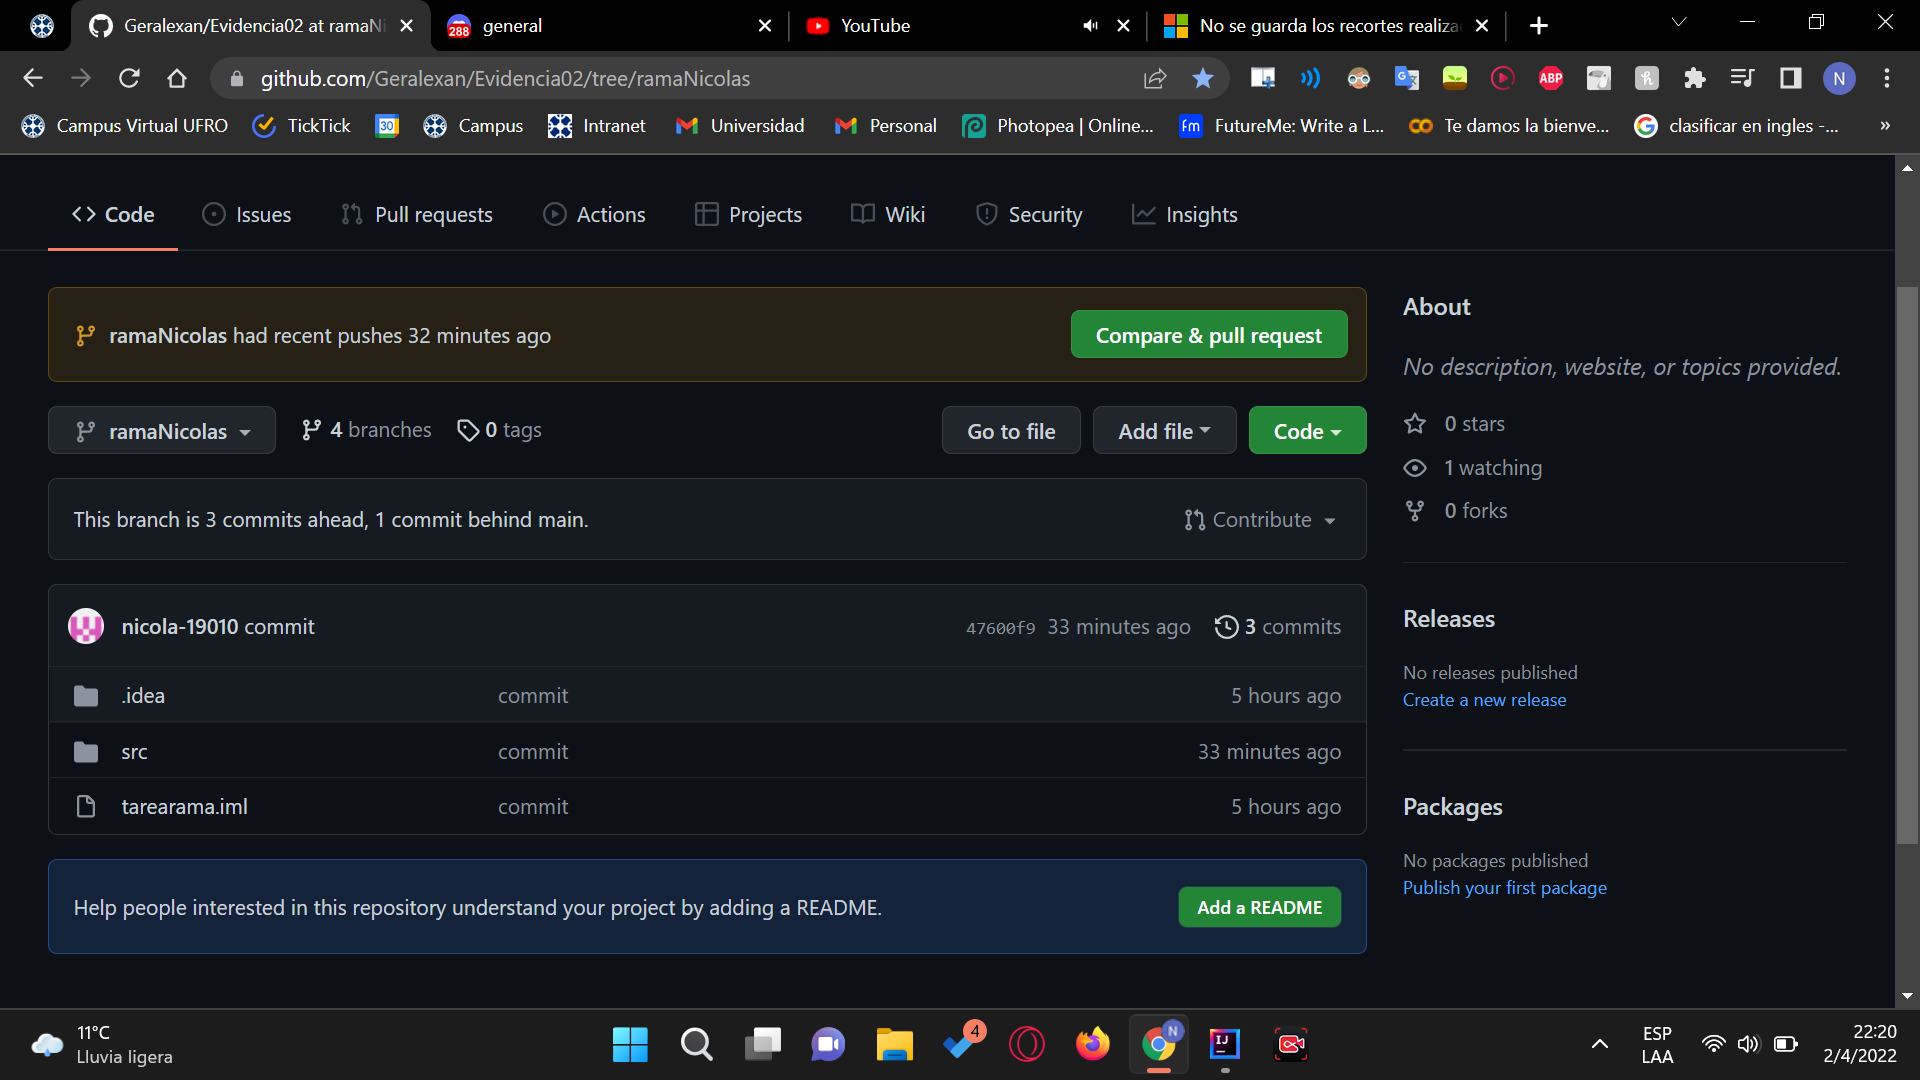 Geralexan/Evidencia02 at ramaNi
288
general
YouTube
No se guarda los recortes realiza
github.com/Geralexan/Evidencia02/tree/ramaNicolas
ABP
N
Campus Virtual UFRO
TickTick
30
Campus
Intranet
Universidad
Personal
Photopea | Online...
fm
FutureMe: Write a L...
Te damos la bienve...
clasificar en ingles -...
»
Code
Issues
Pull requests
Actions
Projects
Wiki
Security
Insights
ramaNicolas had recent pushes 32 minutes ago
Compare & pull request
ramaNicolas
4 branches
0 tags
Go to file
Add file
Code
This branch is 3 commits ahead, 1 commit behind main.
Contribute
nicola-19010 commit
47600f9
33 minutes ago
3 commits
.idea
commit
5 hours ago
src
commit
33 minutes ago
tarearama.iml
commit
5 hours ago
Help people interested in this repository understand your project by adding a README.
Add a README
About
No description, website, or topics provided.
0 stars
1 watching
0 forks
Releases
No releases published
Create a new release
Packages
No packages published
Publish your first package
11°C
Lluvia ligera
4
N
IJ
ESP
LAA
22:20
2/4/2022